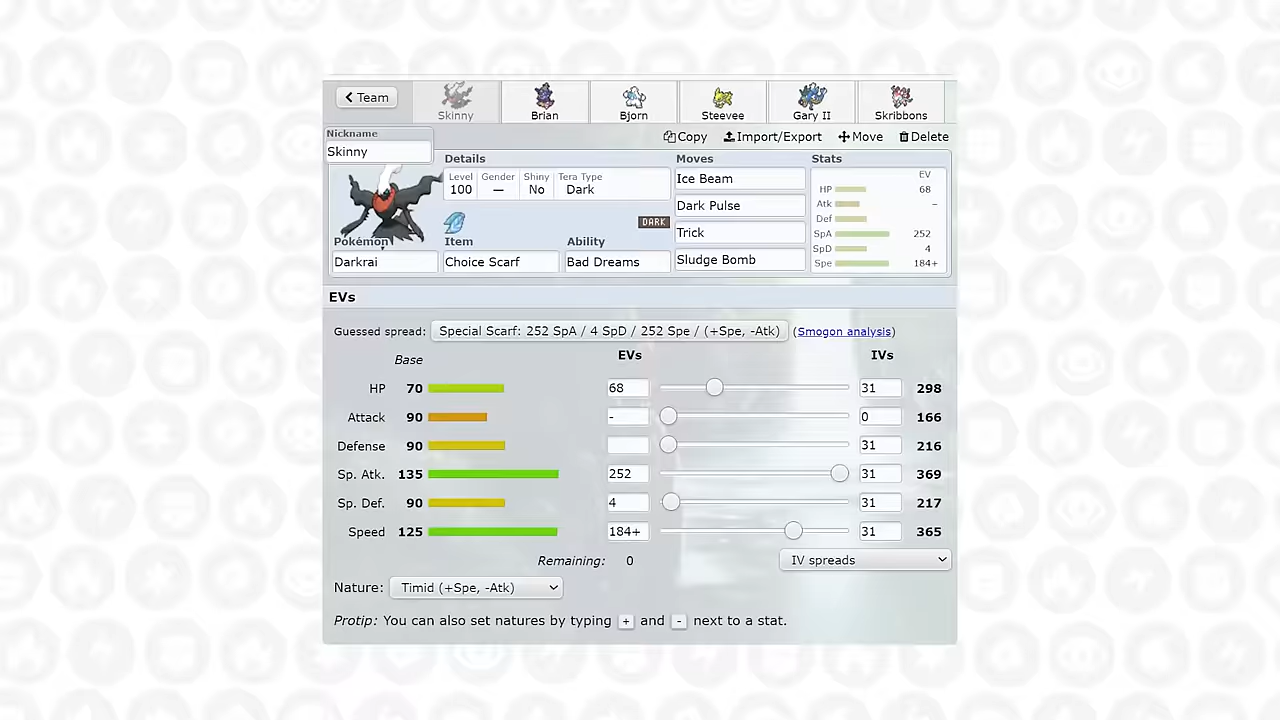 Team
Skinny
Brian
Bjorn
Steevee
Gary II
Skribbons
Nickname
Skinny
Copy Import/Export Move Delete
Details
Level
100
Gender
—
Shiny
No
Tera Type
Dark
DARK
Pokémon
Darkrai
Item
Choice Scarf
Ability
Bad Dreams
Moves
Ice Beam
Dark Pulse
Trick
Sludge Bomb
Stats
EV
HP 68
Atk –
Def
SpA 252
SpD 4
Spe 184+
EVs
Guessed spread: Special Scarf: 252 SpA / 4 SpD / 252 Spe / (+Spe, -Atk) (Smogon analysis)
Base EVs IVs
HP 70 68 31 298
Attack 90 - 0 166
Defense 90 31 216
Sp. Atk. 135 252 31 369
Sp. Def. 90 4 31 217
Speed 125 184+ 31 365
Remaining: 0 IV spreads
Nature: Timid (+Spe, -Atk)
Protip: You can also set natures by typing + and - next to a stat.